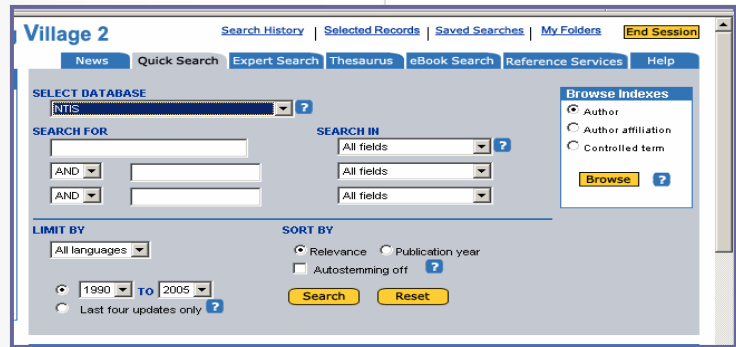 Village 2
Search History | Selected Records | Saved Searches | My Folders End Session
News Quick Search Expert Search Thesaurus eBook Search Reference Services Help
SELECT DATABASE
NTIS ?
SEARCH FOR SEARCH IN
All fields ?
AND All fields
AND All fields
Browse Indexes
Author
Author affiliation
Controlled term
Browse ?
LIMIT BY SORT BY
All languages Relevance Publication year
Autostemming off ?
1990 TO 2005 Search Reset
Last four updates only ?